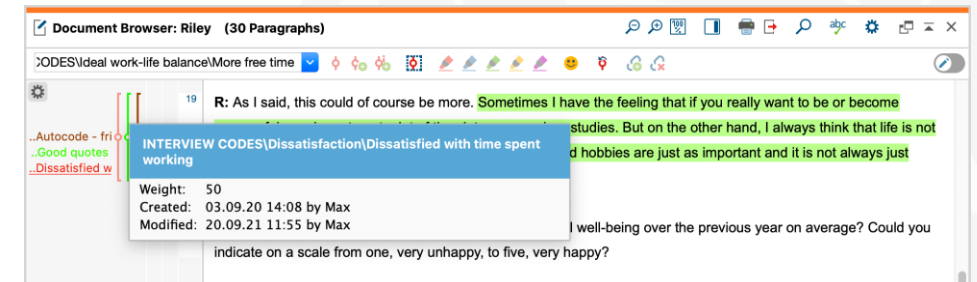 Document Browser: Riley (30 Paragraphs)
100%
abc
CODES\Ideal work-life balance\More free time
19
R: As I said, this could of course be more. Sometimes I have the feeling that if you really want to be or become
studies. But on the other hand, I always think that life is not
..Autocode - fri
..Good quotes
..Dissatisfied w
INTERVIEW CODES\Dissatisfaction\Dissatisfied with time spent
working
d hobbies are just as important and it is not always just
Weight: 50
Created: 03.09.20 14:08 by Max
Modified: 20.09.21 11:55 by Max
l well-being over the previous year on average? Could you
indicate on a scale from one, very unhappy, to five, very happy?